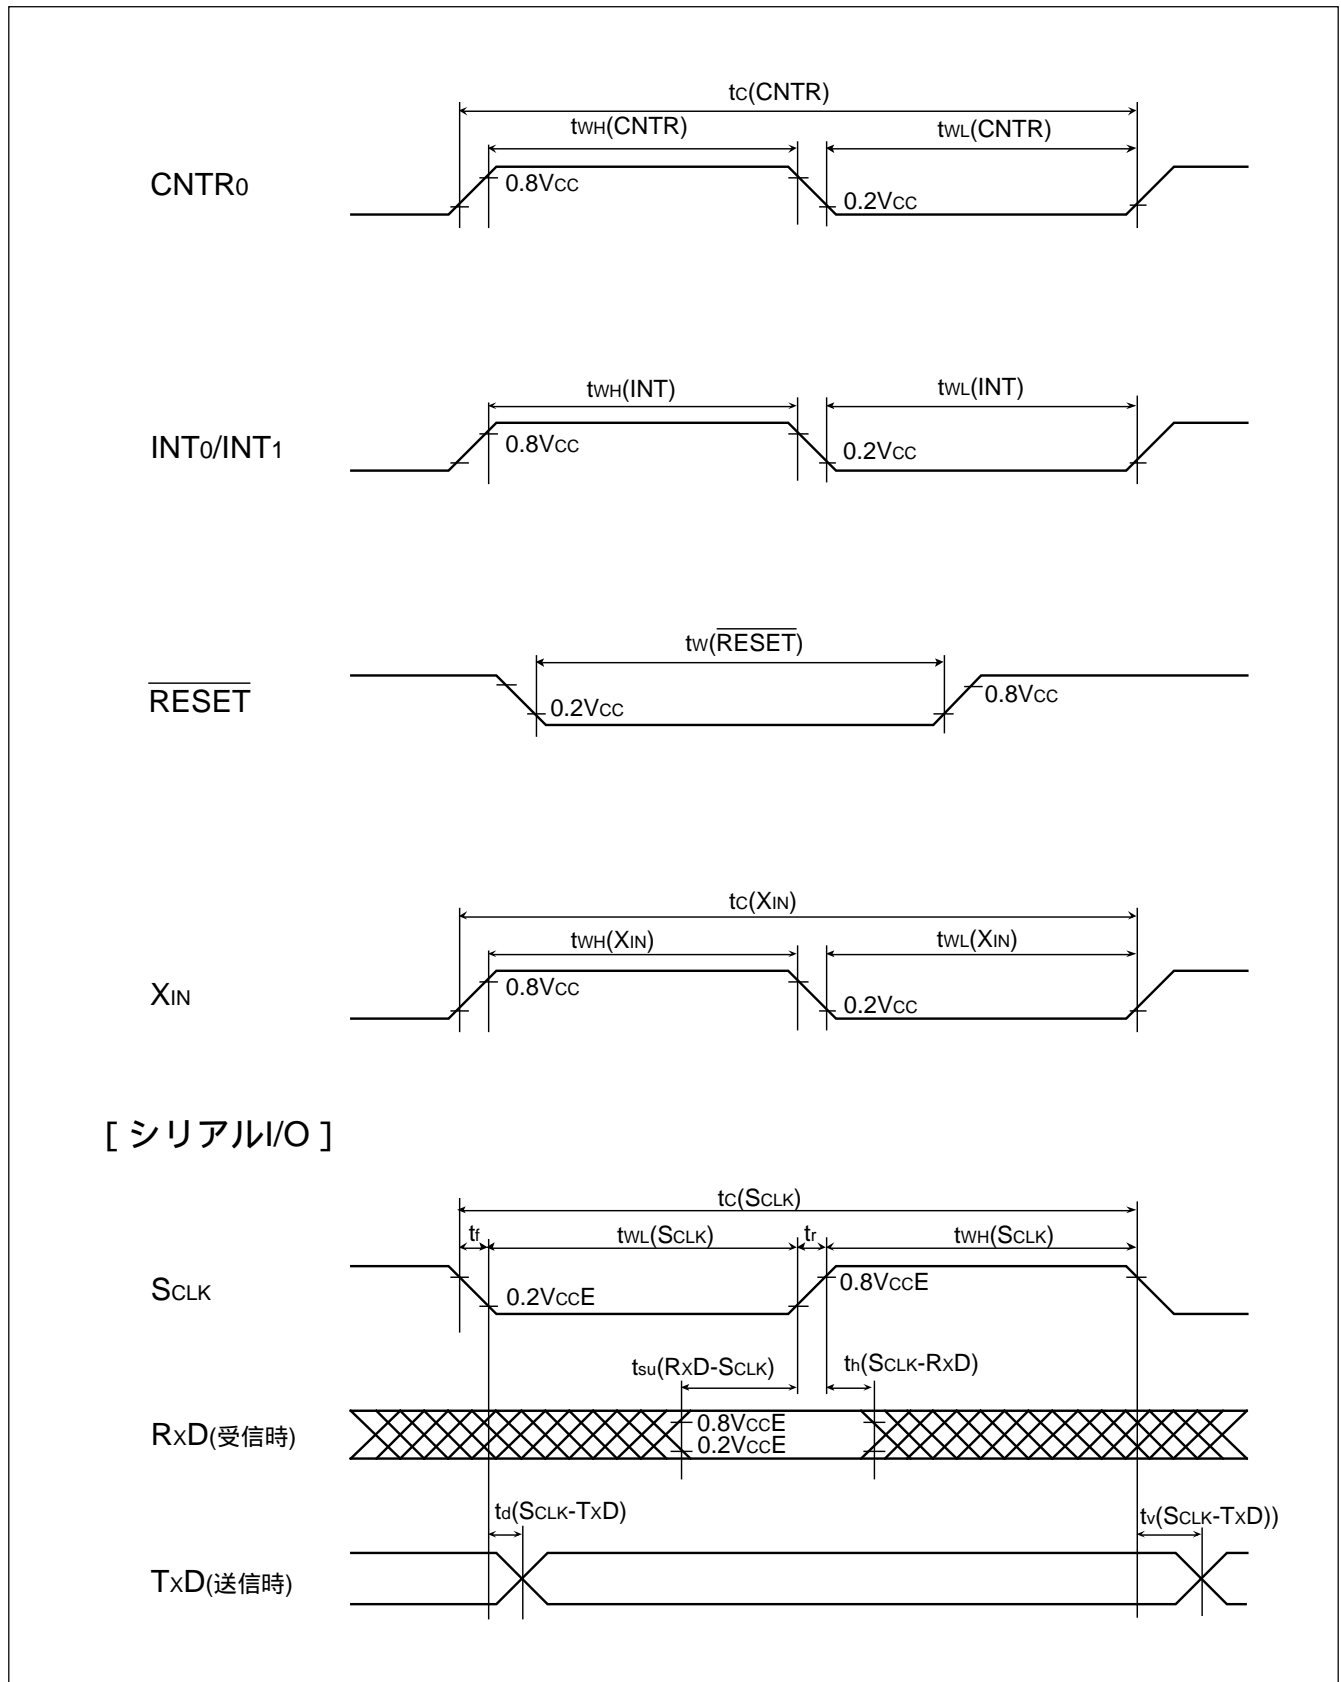 tC(CNTR)
tWH(CNTR) tWL(CNTR)
CNTR0 0.8VCC 0.2VCC
tWH(INT) tWL(INT)
INT0/INT1 0.8VCC 0.2VCC
tW(RESET)
RESET 0.2VCC 0.8VCC
tC(XIN)
tWH(XIN) tWL(XIN)
XIN 0.8VCC 0.2VCC
[ シリアルI/O ]
tC(SCLK)
tf tWL(SCLK) tr tWH(SCLK)
SCLK 0.2VCCE 0.8VCCE
tsu(RXD-SCLK) th(SCLK-RXD)
RXD(受信時) 0.8VCCE
0.2VCCE
td(SCLK-TXD) tv(SCLK-TXD))
TXD(送信時)